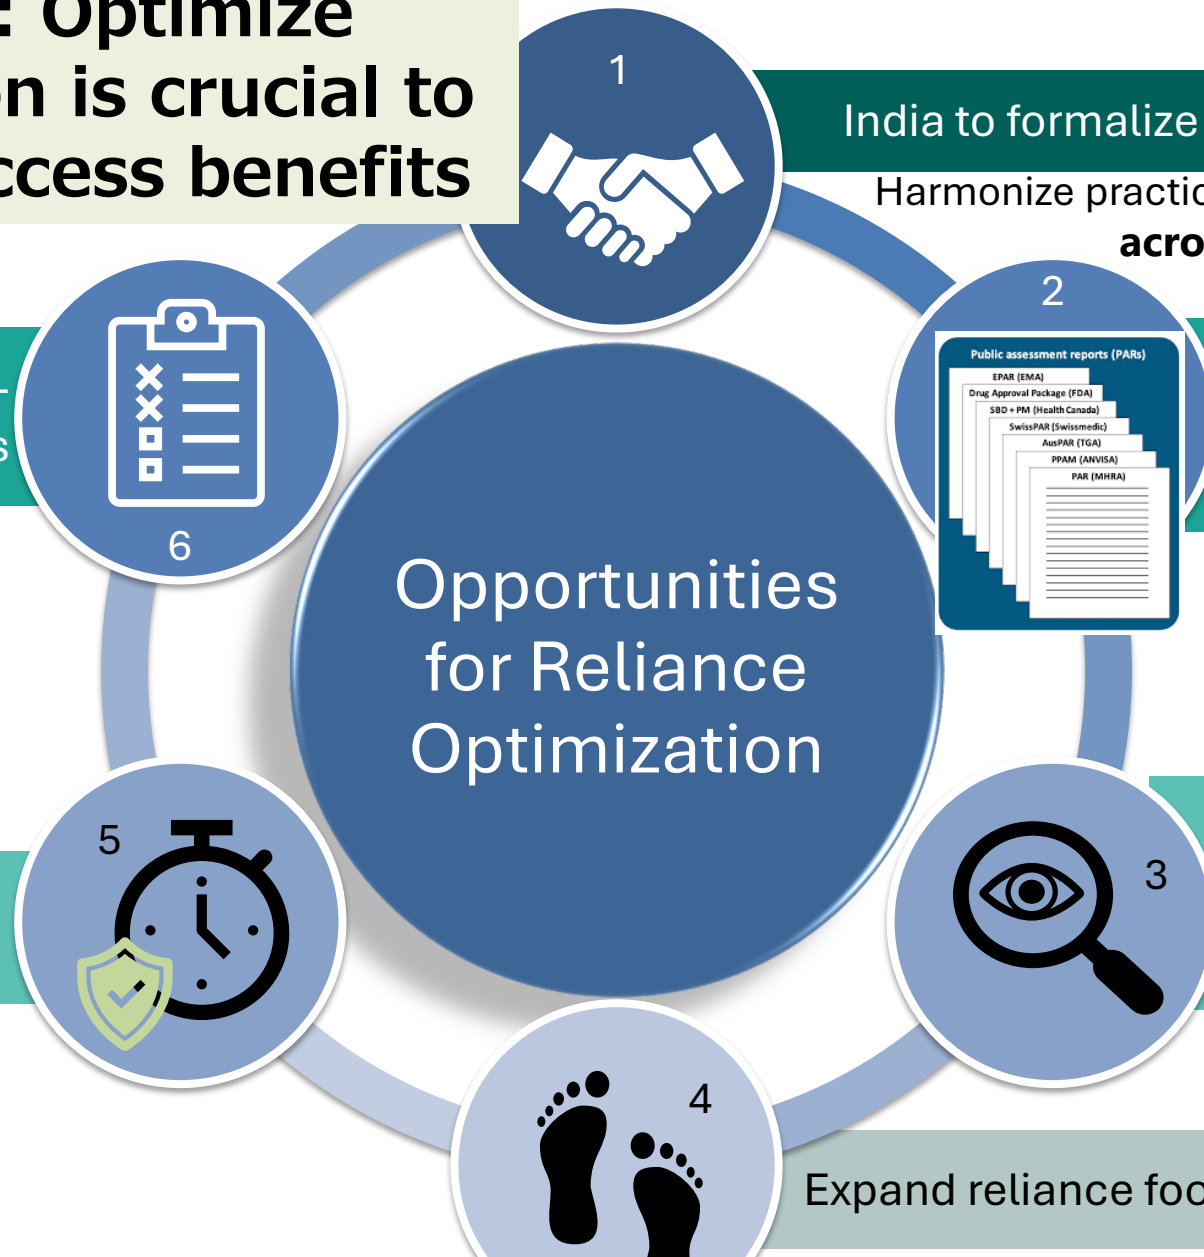 : Optimize
n is crucial to
ccess benefits
1
India to formalize
Harmonize practic
acro
2
Public assessment reports (PARs)
EPAR (EMA)
Drug Approval Package (FDA)
SBD + PM (Health Canada)
SwissPAR (Swissmedic)
AusPAR (TGA)
PPAM (ANVISA)
PAR (MHRA)
-
s
6
Opportunities
for Reliance
Optimization
5
3
4
Expand reliance foo